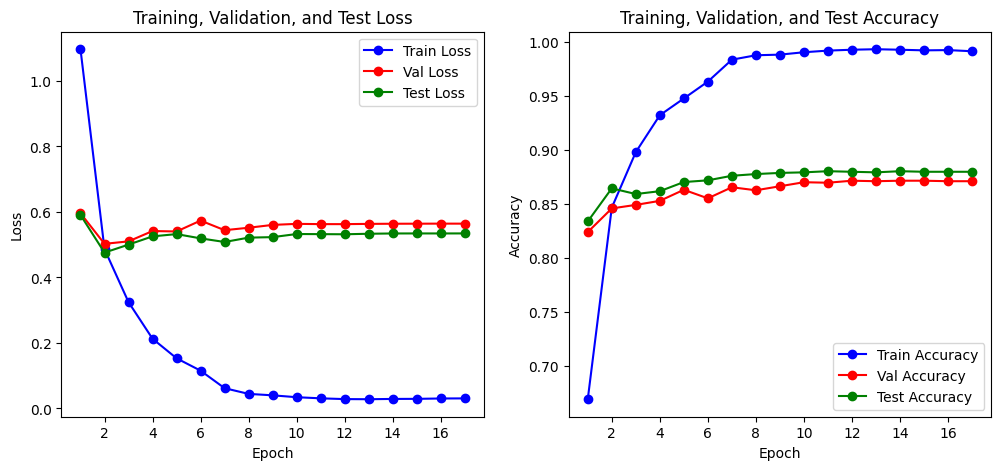 Training, Validation, and Test Loss
Loss
1.0
0.8
0.6
0.4
0.2
0.0
2 4 6 8 10 12 14 16
Epoch
Train Loss
Val Loss
Test Loss
Training, Validation, and Test Accuracy
Accuracy
1.00
0.95
0.90
0.85
0.80
0.75
0.70
2 4 6 8 10 12 14 16
Epoch
Train Accuracy
Val Accuracy
Test Accuracy